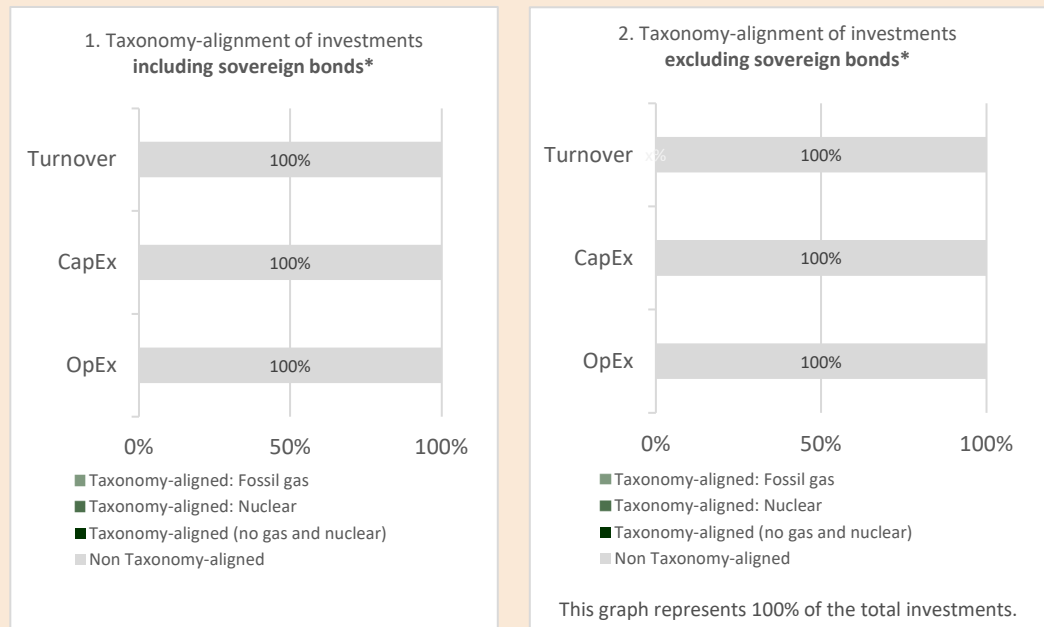 1. Taxonomy-alignment of investments
including sovereign bonds*
Turnover
100%
CapEx
100%
OpEx
100%
0%
50%
100%
Taxonomy-aligned: Fossil gas
Taxonomy-aligned: Nuclear
Taxonomy-aligned (no gas and nuclear)
Non Taxonomy-aligned
2. Taxonomy-alignment of investments
excluding sovereign bonds*
Turnover
x%
100%
CapEx
100%
OpEx
100%
0%
50%
100%
Taxonomy-aligned: Fossil gas
Taxonomy-aligned: Nuclear
Taxonomy-aligned (no gas and nuclear)
Non Taxonomy-aligned
This graph represents 100% of the total investments.